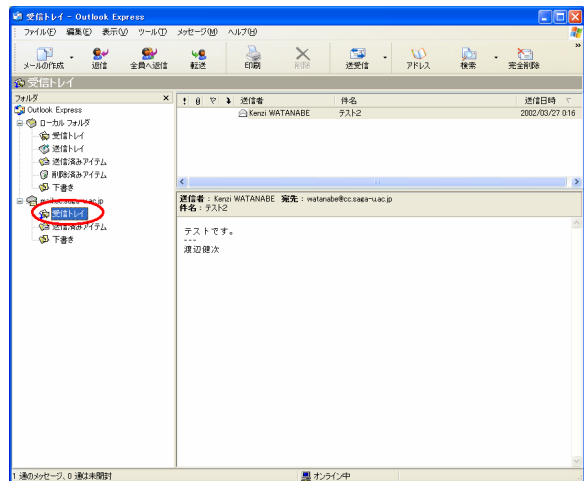 受信トレイ - Outlook Express
ファイル(F) 編集(E) 表示(V) ツール(T) メッセージ(M) ヘルプ(H)
メールの作成 返信 全員へ返信 転送 印刷 削除 送受信 アドレス 検索 完全削除
受信トレイ
フォルダ
Outlook Express
ローカル フォルダ
受信トレイ
送信トレイ
送信済みアイテム
削除済みアイテム
下書き
受信トレイ
送信済みアイテム
下書き
送信者 件名 送信日時
Kenzi WATANABE テスト2 2002/03/27 0:16
送信者 : Kenzi WATANABE 宛先 : watanabe@cc.saga-u.ac.jp
件名 : テスト2
テストです。
---
渡辺健次
1 通のメッセージ、0 通は未開封 オンライン中